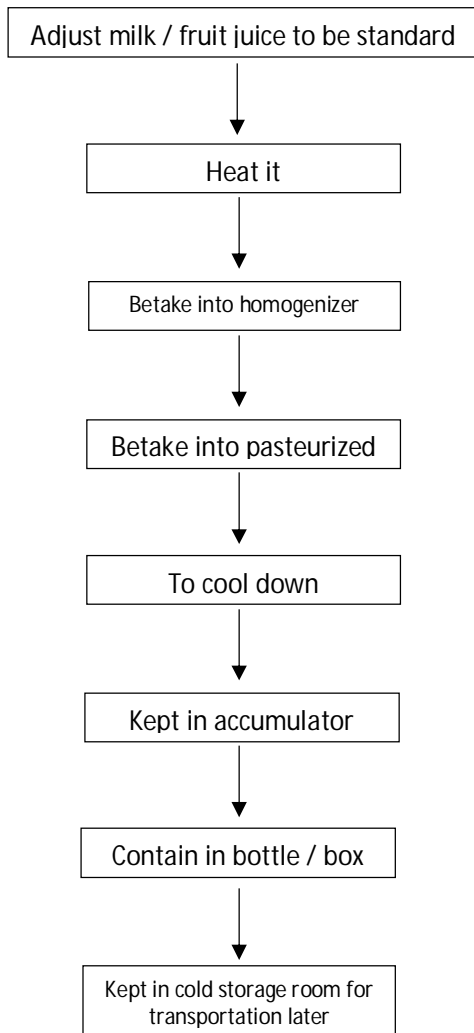 Adjust milk / fruit juice to be standard
Heat it
Betake into homogenizer
Betake into pasteurized
To cool down
Kept in accumulator
Contain in bottle / box
Kept in cold storage room for
transportation later